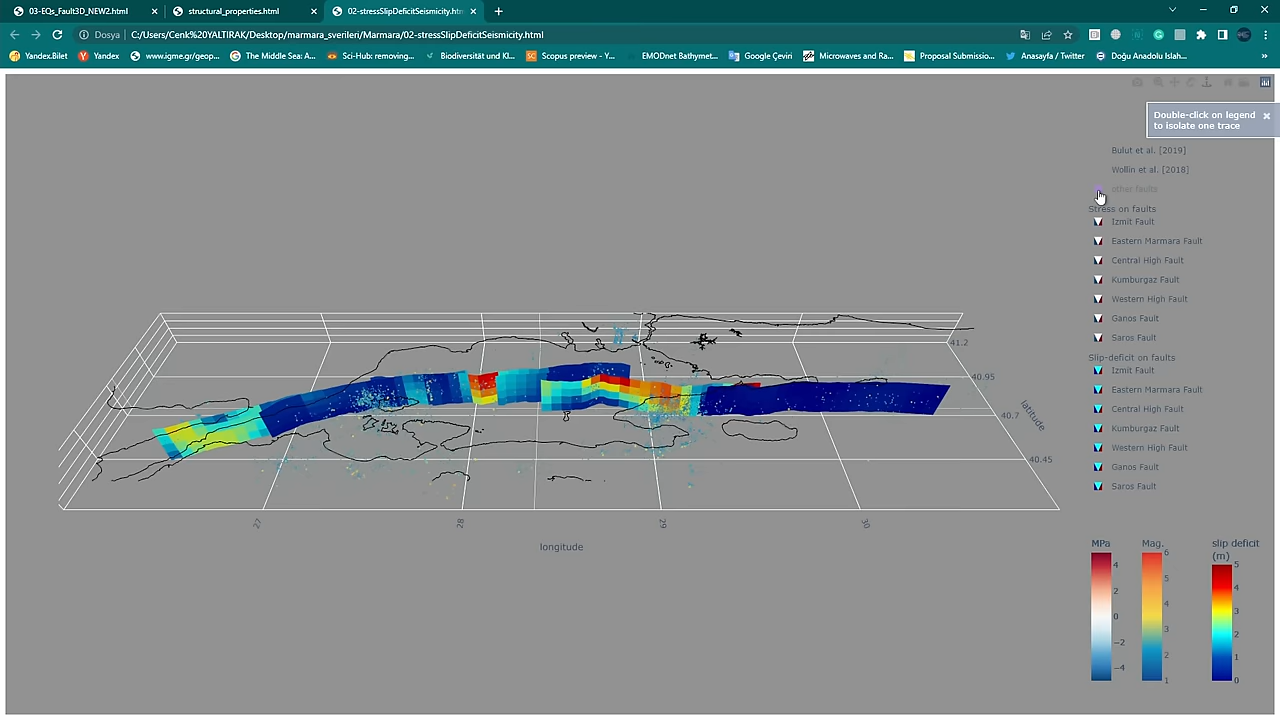 03-EQs_Fault3D_NEW2.html
structural_properties.html
02-stressSlipDeficitSeismicity.html
Dosya
C:/Users/Cenk%20YALTIRAK/Desktop/marmara_sverileri/Marmara/02-stressSlipDeficitSeismicity.html
Yandex.Bilet
Yandex
www.igme.gr/geop...
The Middle Sea: A...
Sci-Hub: removing...
Biodiversität und Kl...
Scopus preview - Y...
EMODnet Bathymet...
Google Çeviri
Microwaves and Ra...
Proposal Submissio...
Anasayfa / Twitter
Doğu Anadolu Islah...
»
Double-click on legend
to isolate one trace
Bulut et al. [2019]
Wollin et al. [2018]
other faults
Stress on faults
Izmit Fault
Eastern Marmara Fault
Central High Fault
Kumburgaz Fault
Western High Fault
Ganos Fault
Saros Fault
Slip-deficit on faults
Izmit Fault
Eastern Marmara Fault
Central High Fault
Kumburgaz Fault
Western High Fault
Ganos Fault
Saros Fault
41.2
40.95
40.7
40.45
latitude
27
28
29
30
longitude
MPa
4
2
0
−2
−4
Mag.
6
5
4
3
2
1
slip deficit
(m)
5
4
3
2
1
0